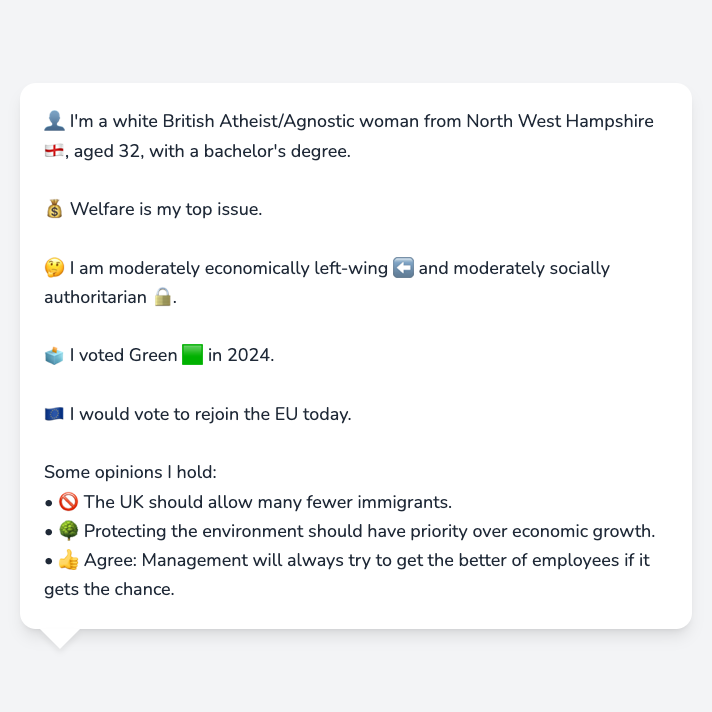 👤 I'm a white British Atheist/Agnostic woman from North West Hampshire
🏴󠁧󠁢󠁥󠁮󠁧󠁿, aged 32, with a bachelor's degree.
💰 Welfare is my top issue.
🤔 I am moderately economically left-wing ⬅️ and moderately socially
authoritarian 🔒.
🗳️ I voted Green 🟩 in 2024.
🇪🇺 I would vote to rejoin the EU today.
Some opinions I hold:
• 🚫 The UK should allow many fewer immigrants.
• 🌳 Protecting the environment should have priority over economic growth.
• 👍 Agree: Management will always try to get the better of employees if it
gets the chance.